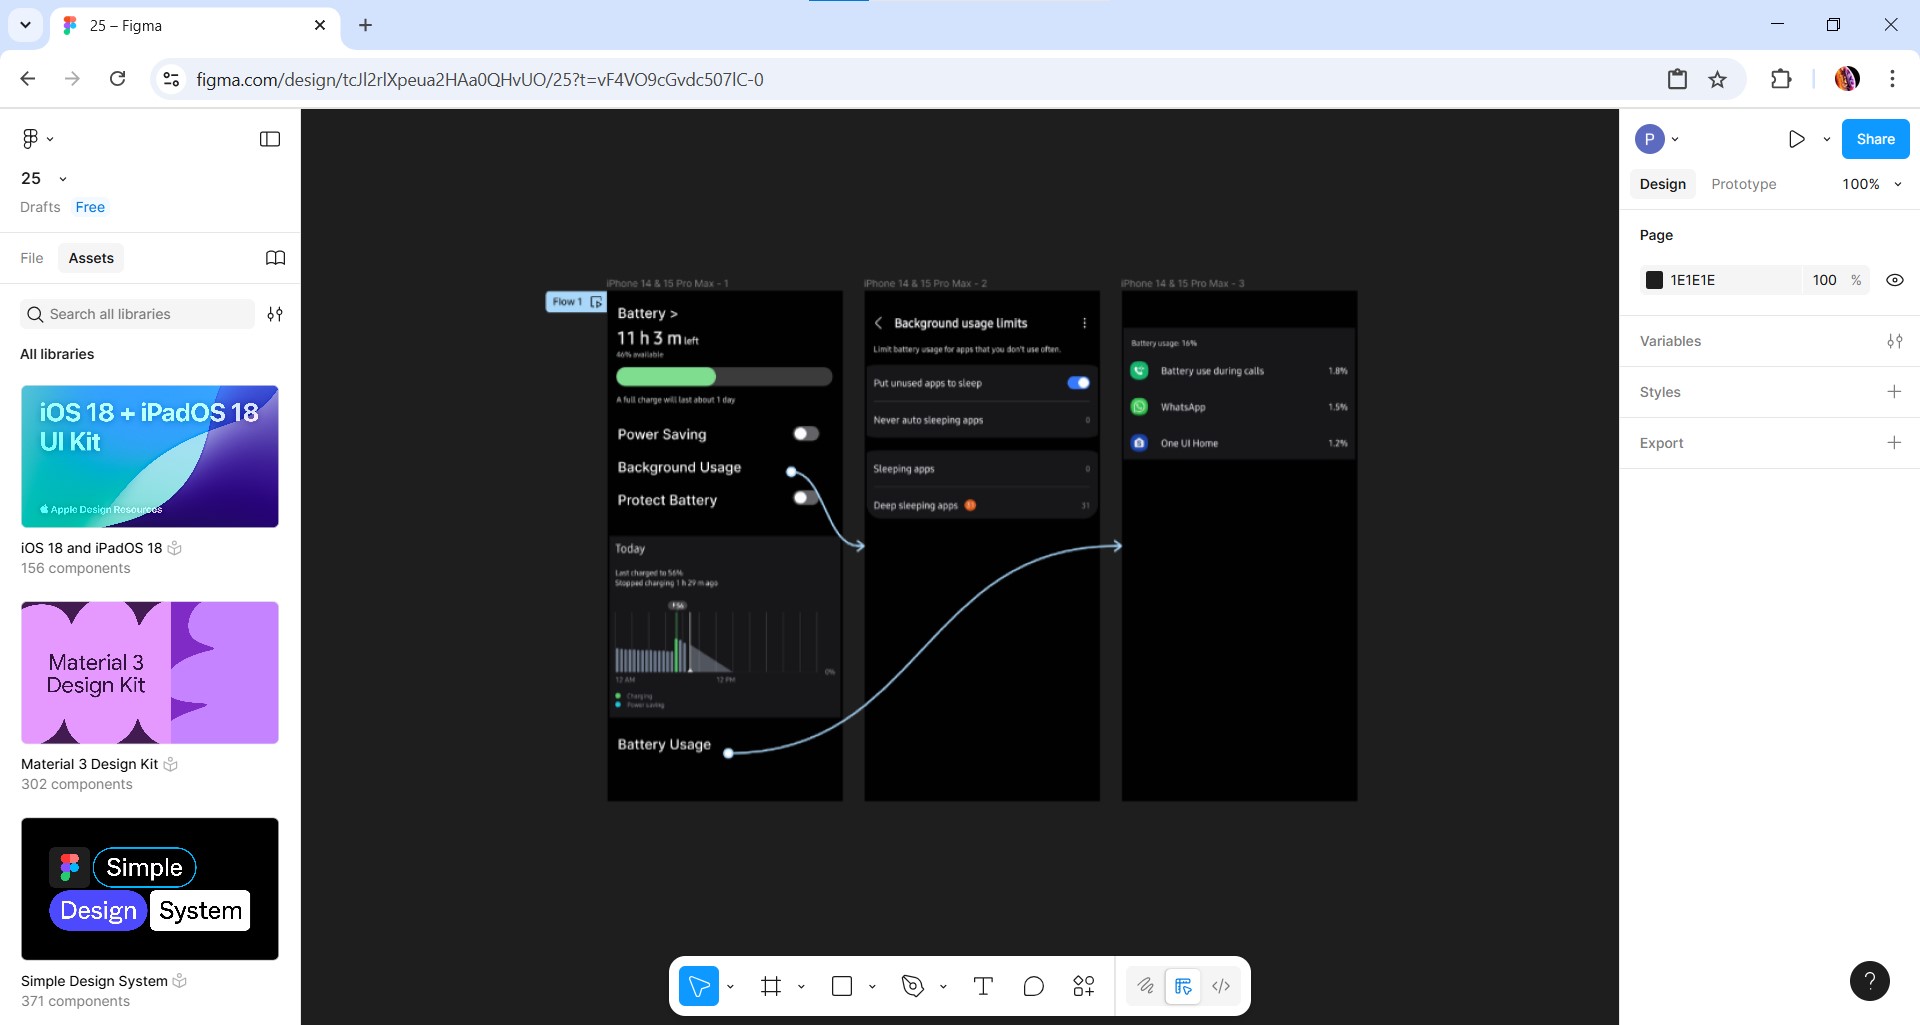 25 – Figma
figma.com/design/tcJl2rlXpeua2HAa0QHvUO/25?t=vF4VO9cGvdc507lC-0
25
Drafts Free
File Assets
Search all libraries
All libraries
iOS 18 + iPadOS 18
UI Kit
Apple Design Resources
iOS 18 and iPadOS 18
156 components
Material 3
Design Kit
Material 3 Design Kit
302 components
Simple
Design System
Simple Design System
371 components
Flow 1
iPhone 14 & 15 Pro Max - 1
Battery >
11 h 3 m left
46% available
A full charge will last about 1 day
Power Saving
Background Usage
Protect Battery
Today
Last charged to 56%
Stopped charging 1 h 29 m ago
56
0%
12 AM 12 PM
Charging
Power saving
Battery Usage
iPhone 14 & 15 Pro Max - 2
Background usage limits
Limit battery usage for apps that you don't use often.
Put unused apps to sleep
Never auto sleeping apps 0
Sleeping apps 0
Deep sleeping apps 31
iPhone 14 & 15 Pro Max - 3
Battery usage: 16%
Battery use during calls 1.8%
WhatsApp 1.5%
One UI Home 1.2%
P
Share
Design Prototype 100%
Page
1E1E1E 100 %
Variables
Styles
Export
?